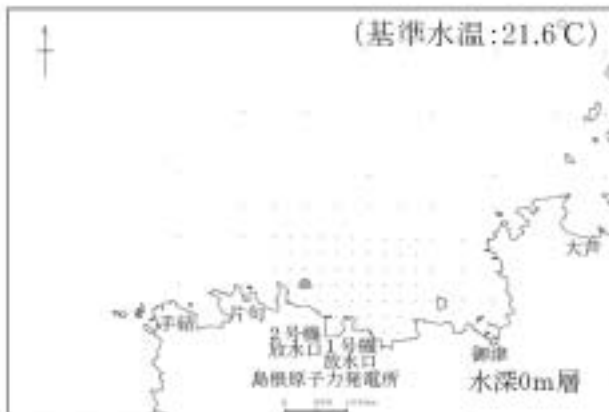 (基準水温:21.6℃)
大芦
手結
片句
2号機
放水口
1号機
放水口
御津
島根原子力発電所
水深0m層